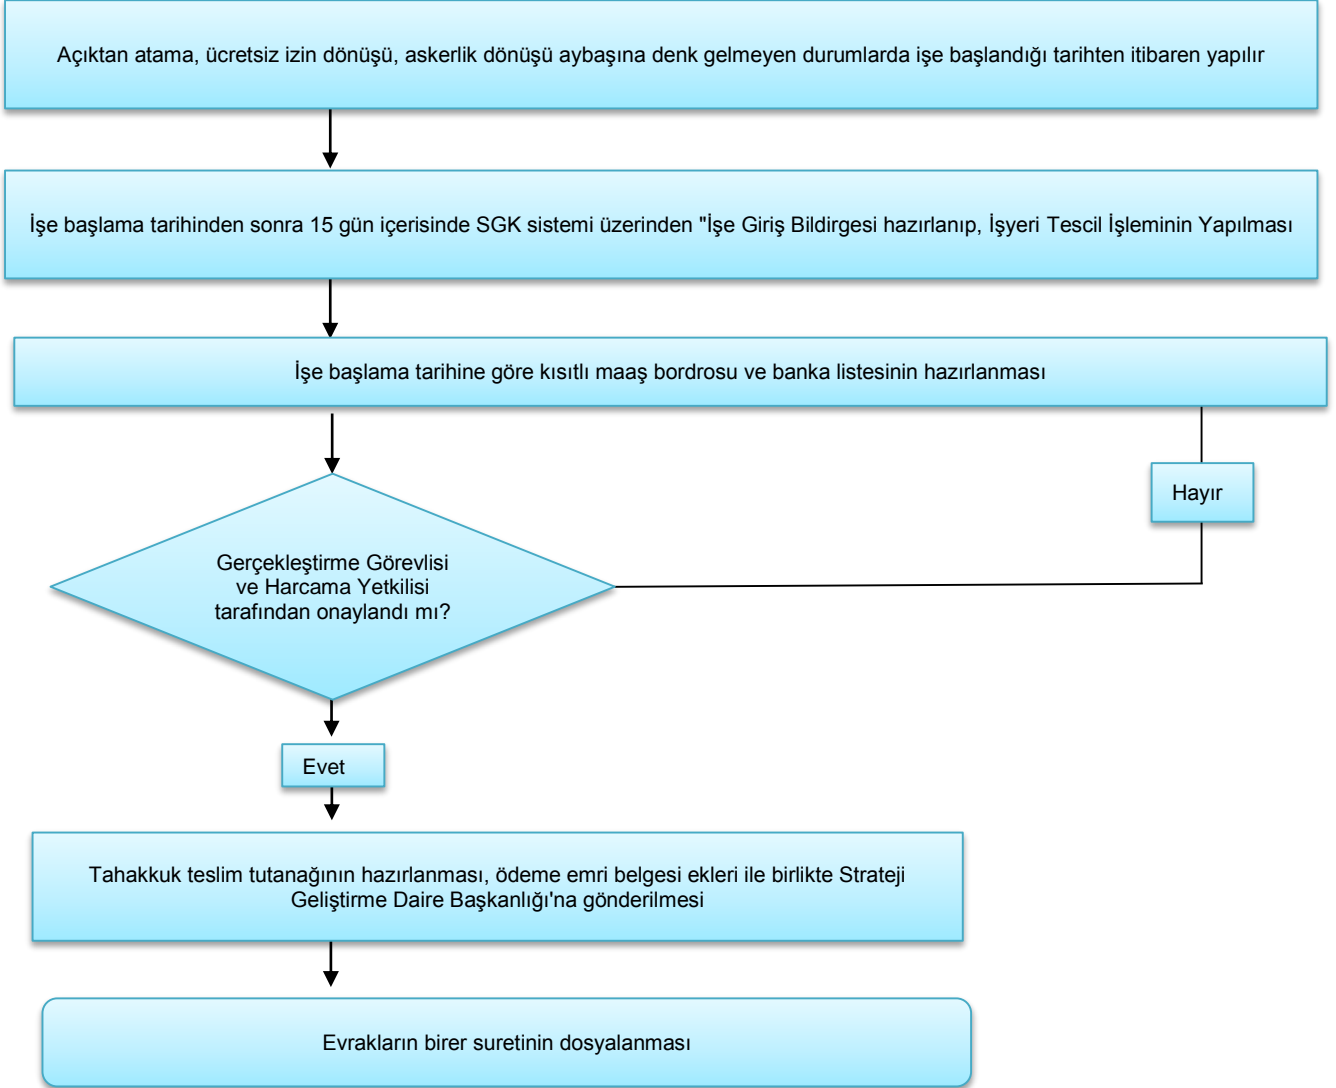 Açıktan atama, ücretsiz izin dönüşü, askerlik dönüşü aybaşına denk gelmeyen durumlarda işe başlandığı tarihten itibaren yapılır
İşe başlama tarihinden sonra 15 gün içerisinde SGK sistemi üzerinden "İşe Giriş Bildirgesi hazırlanıp, İşyeri Tescil İşleminin Yapılması
İşe başlama tarihine göre kısıtlı maaş bordrosu ve banka listesinin hazırlanması
Hayır
Gerçekleştirme Görevlisi
ve Harcama Yetkilisi
tarafından onaylandı mı?
Evet
Tahakkuk teslim tutanağının hazırlanması, ödeme emri belgesi ekleri ile birlikte Strateji
Geliştirme Daire Başkanlığı'na gönderilmesi
Evrakların birer suretinin dosyalanması